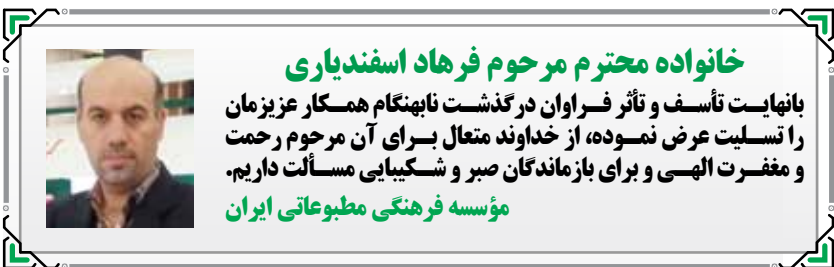 خانواده محترم مرحوم فرهاد اسفندیاری
بانهایت تأسف و تأثر فراوان درگذشت نابهنگام همکار عزیزمان
را تسلیت عرض نموده، از خداوند متعال برای آن مرحوم رحمت
و مغفرت الهی و برای بازماندگان صبر و شکیبایی مسألت داریم.
مؤسسه فرهنگی مطبوعاتی ایران